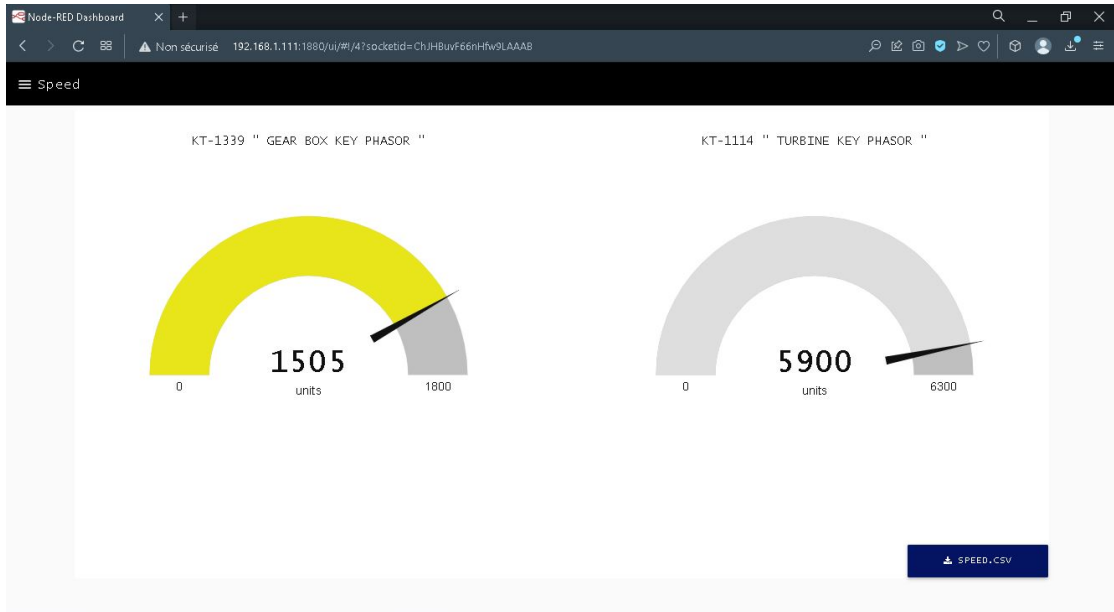 Node-RED Dashboard
Non sécurisé 192.168.1.111:1880/ui/#!/4?socketid=ChJHBuvF66nHfw9LAAAB
Speed
KT-1339 " GEAR BOX KEY PHASOR "
1505
units
0
1800
KT-1114 " TURBINE KEY PHASOR "
5900
units
0
6300
SPEED.CSV